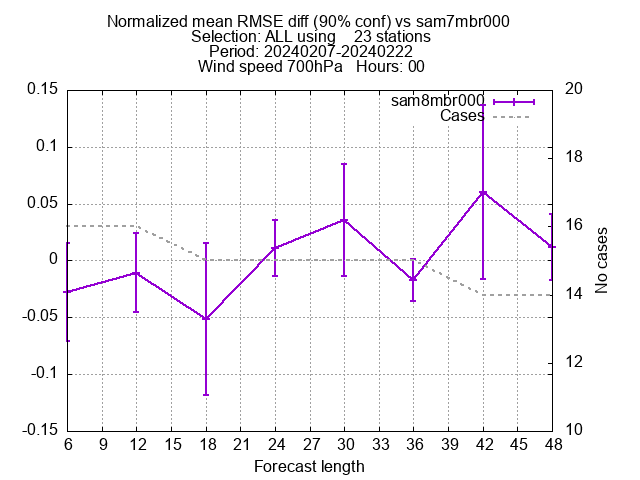 Normalized mean RMSE diff (90% conf) vs sam7mbr000
Selection: ALL using    23 stations
Period: 20240207-20240222
Wind speed 700hPa   Hours: 00
sam8mbr000
Cases
0.15
0.1
0.05
0
-0.05
-0.1
-0.15
20
18
16
14
12
10
No cases
6 9 12 15 18 21 24 27 30 33 36 39 42 45 48
Forecast length